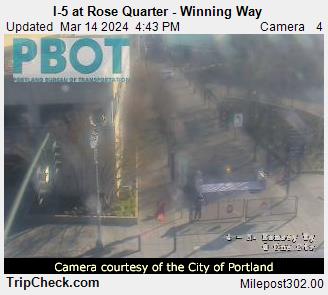 I-5 at Rose Quarter - Winning Way
Updated Mar 14 2024 4:43 PM Camera 4
PBOT
PORTLAND BUREAU OF TRANSPORTATION
Camera courtesy of the City of Portland
TripCheck.com Milepost302.00